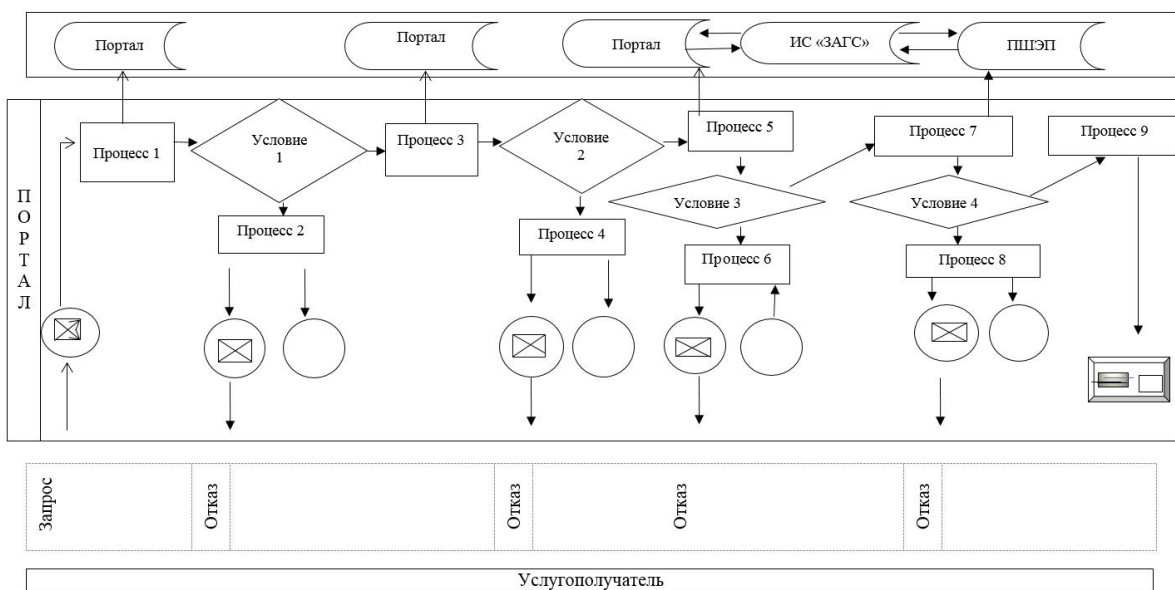 Портал
Портал
Портал
ИС «ЗАГС»
ПШЭП
ПОРТАЛ
Процесс 1
Условие
1
Процесс 3
Условие
2
Процесс 5
Процесс 7
Процесс 9
Условие 3
Условие 4
Процесс 2
Процесс 4
Процесс 6
Процесс 8
Запрос
Отказ
Отказ
Отказ
Отказ
Услугополучатель